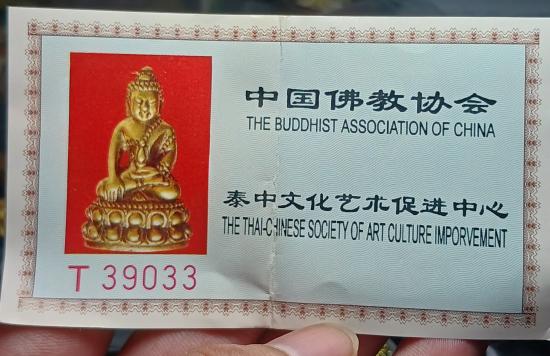 中国佛教协会
THE BUDDHIST ASSOCIATION OF CHINA
泰中文化艺术促进中心
THE THAI-CHINESE SOCIETY OF ART CULTURE IMPORVEMENT
T 39033